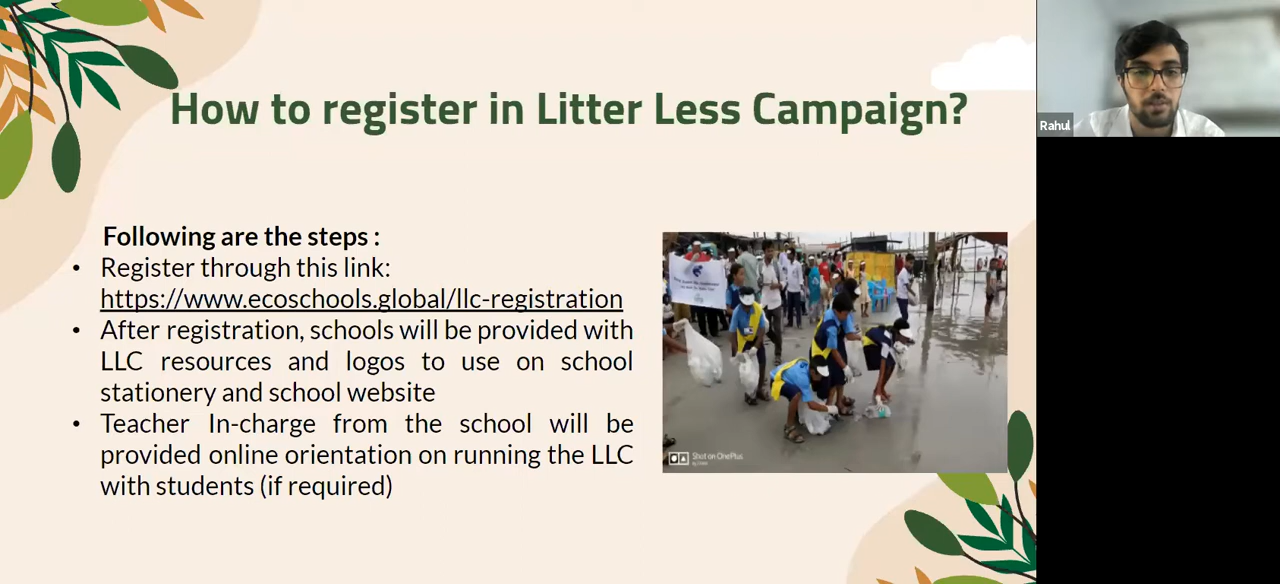 How to register in Litter Less Campaign?
Rahul
Following are the steps :
• Register through this link:
https://www.ecoschools.global/llc-registration
• After registration, schools will be provided with
LLC resources and logos to use on school
stationery and school website
• Teacher In-charge from the school will be
provided online orientation on running the LLC
with students (if required)
Shot on OnePlus